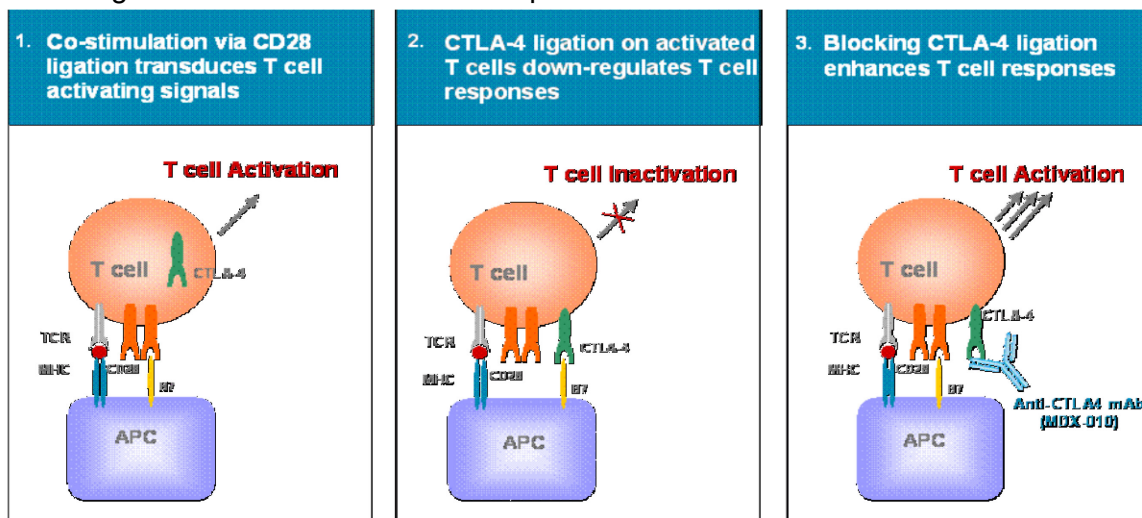 1. Co-stimulation via CD28
ligation transduces T cell
activating signals
T cell Activation
T cell
CTLA-4
TCR
MHC
CD28
B7
APC
2. CTLA-4 ligation on activated
T cells down-regulates T cell
responses
T cell Inactivation
T cell
TCR
CTLA-4
MHC
CD28
B7
APC
3. Blocking CTLA-4 ligation
enhances T cell responses
T cell Activation
T cell
CTLA-4
TCR
MHC
CD28
B7
Anti-CTLA4 mAb
(MDX-010)
APC